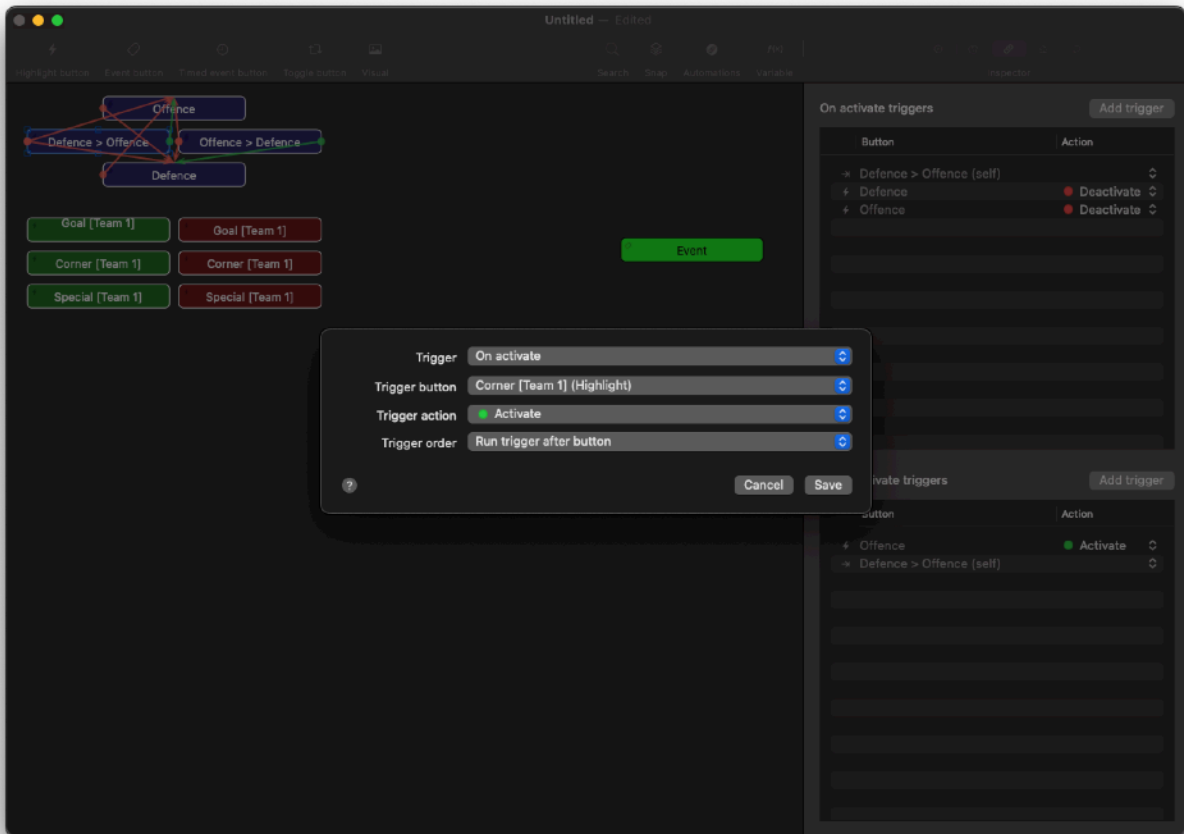 Untitled — Edited
Highlight button Event button Timed event button Toggle button Visual Search Snap Automations Variable Inspector
Offence
Defence > Offence Offence > Defence
Defence
Goal [Team 1] Goal [Team 1]
Corner [Team 1] Corner [Team 1]
Special [Team 1] Special [Team 1]
Event
On activate triggers Add trigger
Button Action
Defence > Offence (self)
Defence Deactivate
Offence Deactivate
Trigger On activate
Trigger button Corner [Team 1] (Highlight)
Trigger action Activate
Trigger order Run trigger after button
? Cancel Save
triggers Add trigger
Button Action
Offence Activate
Defence > Offence (self)